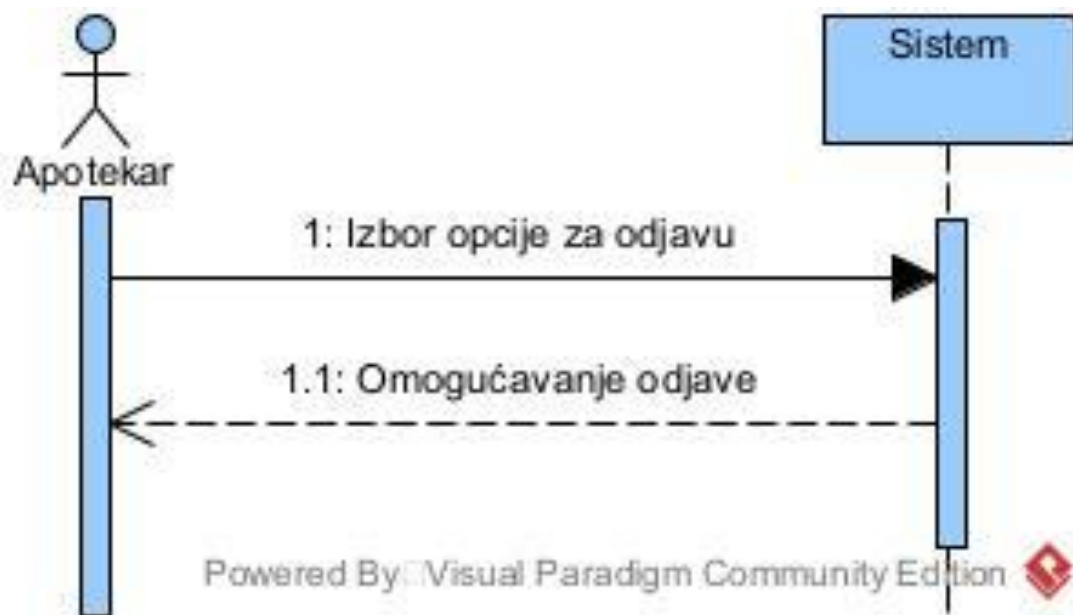 Sistem
Apotekar
1: Izbor opcije za odjavu
1.1: Omogućavanje odjave
Powered By Visual Paradigm Community Edition